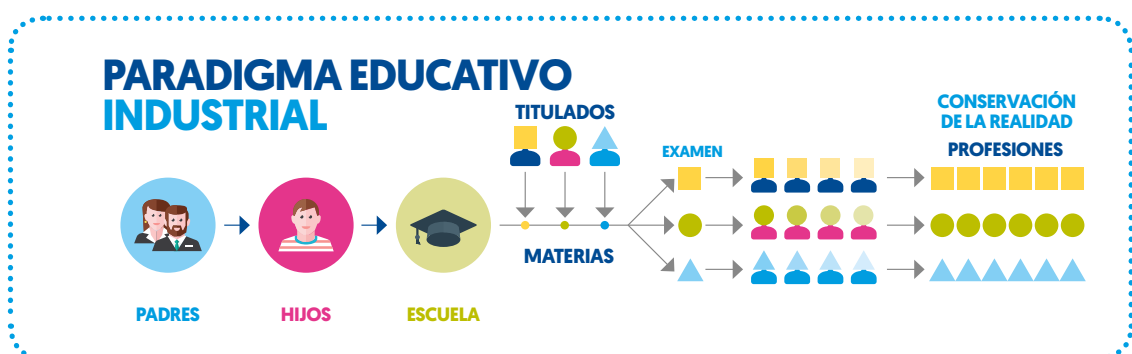 PARADIGMA EDUCATIVO
INDUSTRIAL
TITULADOS
EXAMEN
CONSERVACIÓN
DE LA REALIDAD
PROFESIONES
MATERIAS
PADRES
HIJOS
ESCUELA